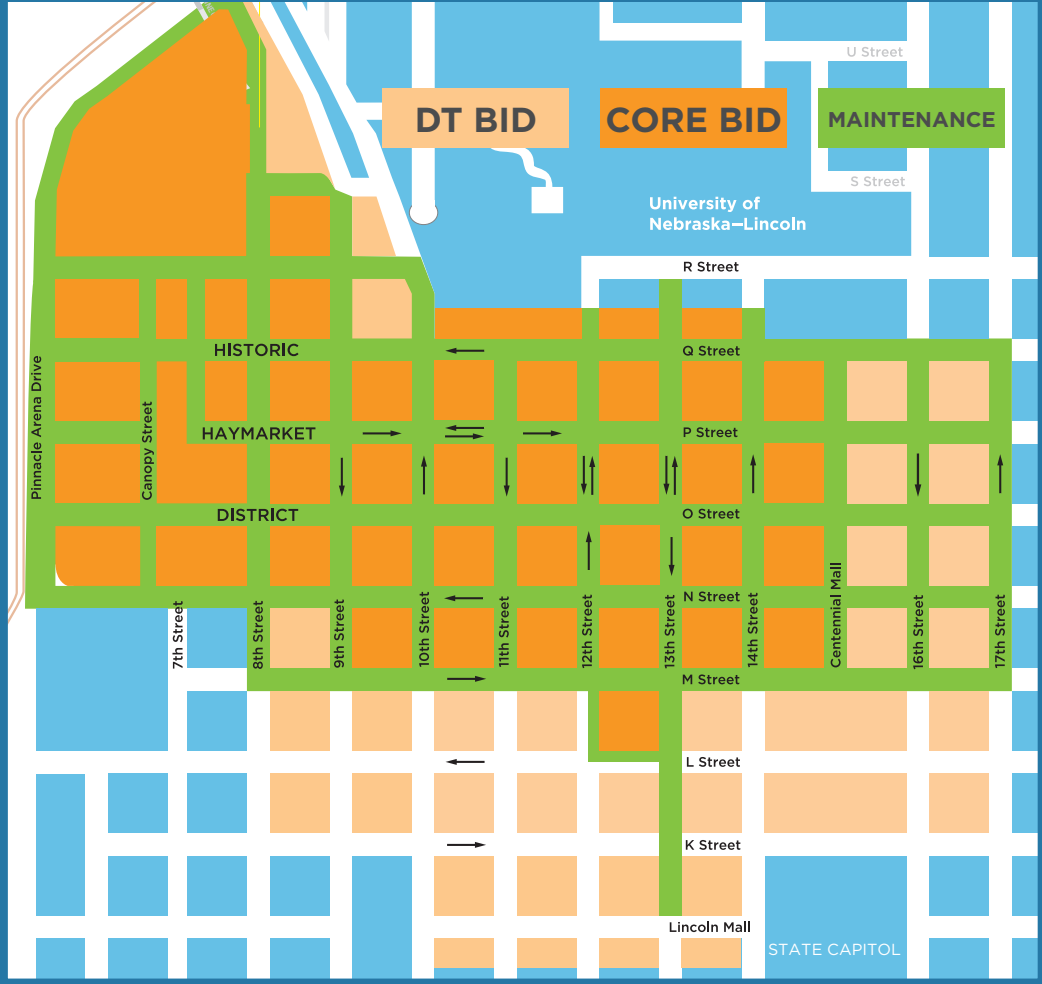 U Street
DT BID
CORE BID
MAINTENANCE
S Street
University of
Nebraska–Lincoln
R Street
HISTORIC
Q Street
Pinnacle Arena Drive
Canopy Street
HAYMARKET
P Street
DISTRICT
O Street
N Street
7th Street
8th Street
9th Street
10th Street
11th Street
12th Street
13th Street
14th Street
Centennial Mall
16th Street
17th Street
M Street
L Street
K Street
Lincoln Mall
STATE CAPITOL